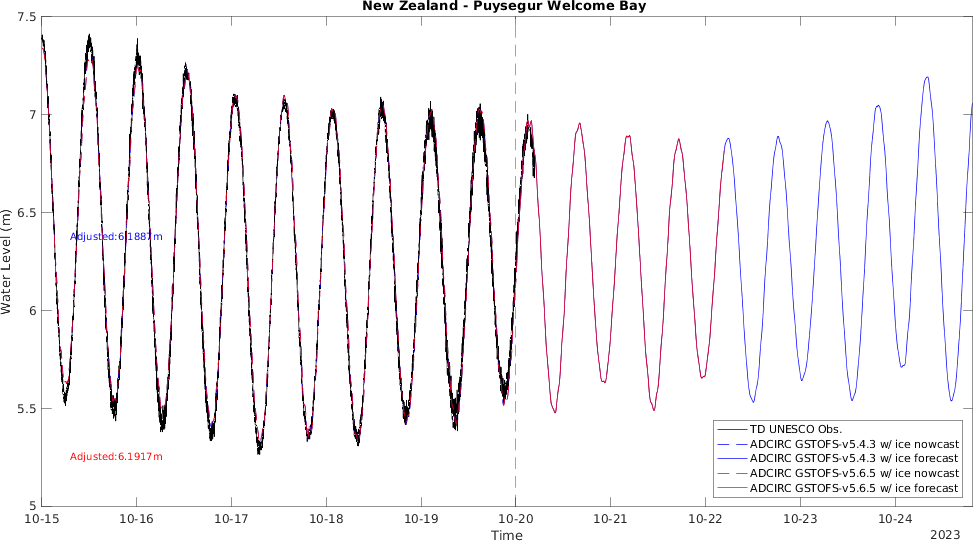 New Zealand - Puysegur Welcome Bay
Water Level (m)
7.5
7
6.5
6
5.5
5
Adjusted:6.1887m
Adjusted:6.1917m
TD UNESCO Obs.
ADCIRC GSTOFS-v5.4.3 w/ ice nowcast
ADCIRC GSTOFS-v5.4.3 w/ ice forecast
ADCIRC GSTOFS-v5.6.5 w/ ice nowcast
ADCIRC GSTOFS-v5.6.5 w/ ice forecast
10-15 10-16 10-17 10-18 10-19 10-20 10-21 10-22 10-23 10-24
Time
2023